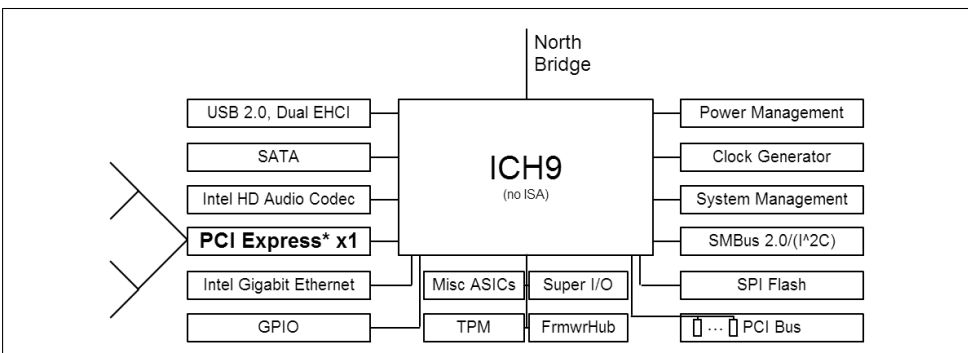 North
Bridge
USB 2.0, Dual EHCI
ICH9
(no ISA)
Power Management
SATA
Clock Generator
Intel HD Audio Codec
System Management
PCI Express* x1
SMBus 2.0/(I^2C)
Intel Gigabit Ethernet
Misc ASICs
Super I/O
SPI Flash
GPIO
TPM
FrmwrHub
... PCI Bus